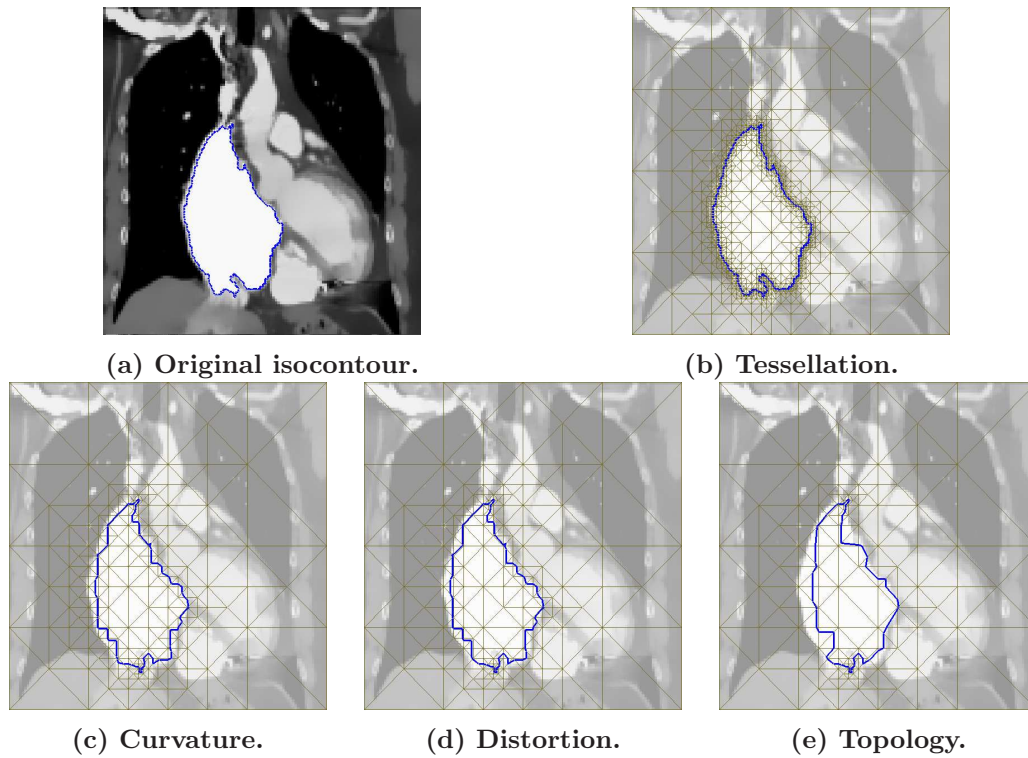 (a) Original isocontour.
(b) Tessellation.
(c) Curvature.
(d) Distortion.
(e) Topology.